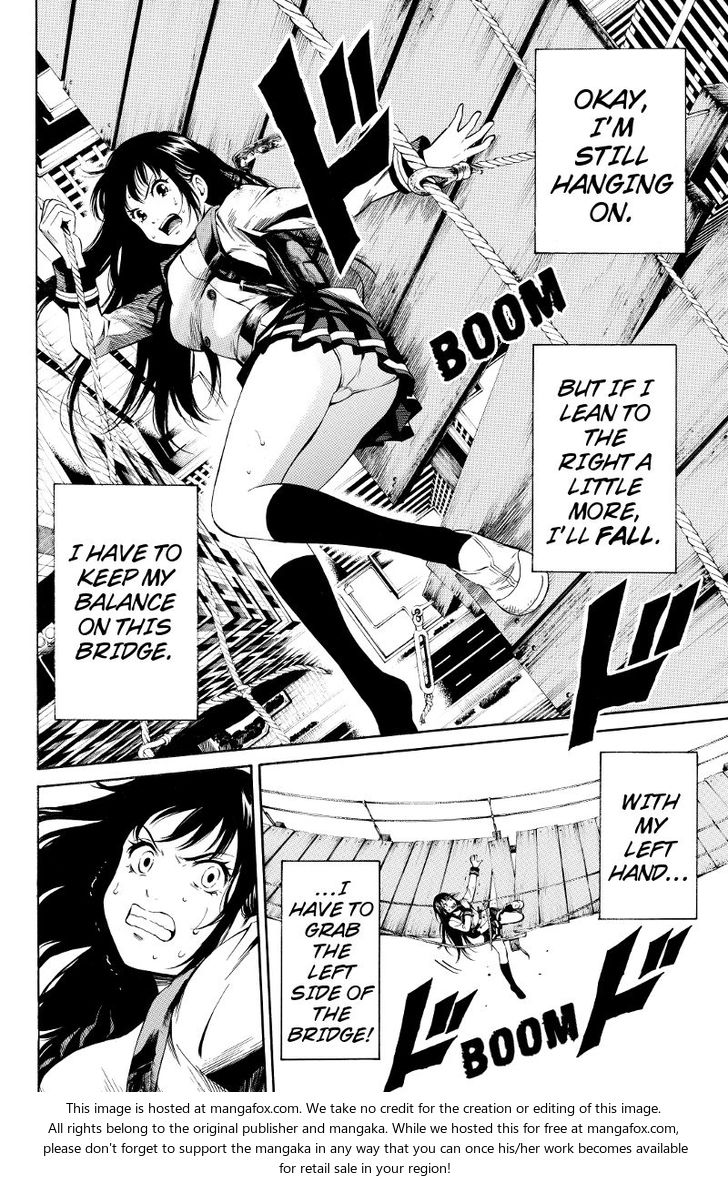 OKAY,
I'M
STILL
HANGING
ON.
ド
BOOM
BUT IF I
LEAN TO
THE
RIGHT A
LITTLE
MORE,
I'LL FALL.
I HAVE TO
KEEP MY
BALANCE
ON THIS
BRIDGE.
ド
WITH
MY
LEFT
HAND...
...I
HAVE TO
GRAB
THE
LEFT
SIDE OF
THE
BRIDGE!
ド
BOOM
ド
This image is hosted at mangafox.com. We take no credit for the creation or editing of this image.
All rights belong to the original publisher and mangaka. While we hosted this for free at mangafox.com,
please don't forget to support the mangaka in any way that you can once his/her work becomes available
for retail sale in your region!